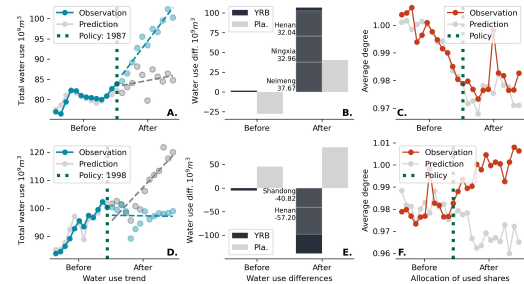 Total water use 10⁹m³
100
95
90
85
80
Observation
Prediction
Policy: 1987
A.
Before
After
Water use diff. 10⁹m³
100
75
50
25
0
−25
YRB
Pla.
Henan
32.04
Ningxia
32.96
Neimeng
37.67
B.
Before
After
Average degree
1.00
0.99
0.98
0.97
Observation
Prediction
Policy
C.
Before
After
Total water use 10⁹m³
120
110
100
90
Observation
Prediction
Policy: 1998
D.
Before
After
Water use trend
Water use diff. 10⁹m³
50
0
−50
−100
Shandong
-40.82
Henan
-57.20
YRB
Pla.
E.
Before
After
Water use differences
Average degree
1.01
1.00
0.99
0.98
0.97
0.96
Observation
Prediction
Policy
F.
Before
After
Allocation of used shares